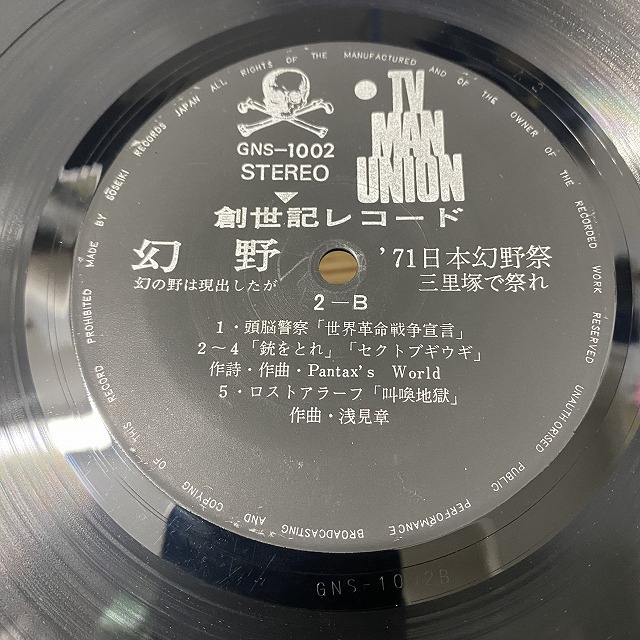 MADE BY SOSEIKI RECORDS JAPAN ALL RIGHTS OF THE MANUFACTURED AND OF THE OWNER OF THE RECORDED WORK RESERVED UNAUTHORISED PUBLIC PERFORMANCE BROADCASTING AND COPYING OF THIS RECORD PROHIBITED
TV
MAN
UNION
GNS-1002
STEREO
創世記レコード
幻野
幻の野は現出したが
'71日本幻野祭
三里塚で祭れ
2-B
1・頭脳警察「世界革命戦争宣言」
2〜4「銃をとれ」「セクトブギウギ」
作詩・作曲・Pantax's World
5・ロストアラーフ「叫喚地獄」
作曲・浅見章
GNS-1002B